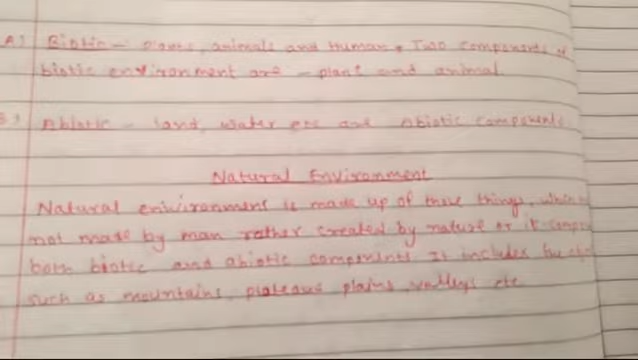 A) Biotic - plants, animals and Human. Two components of
biotic environment are - plant and animal
B) Abiotic - land, water etc are Abiotic components
Natural Environment
Natural environment is made up of those things, which
not made by man rather created by nature or it
both biotic and abiotic components It includes
such as mountains, plateaus plains, valleys etc